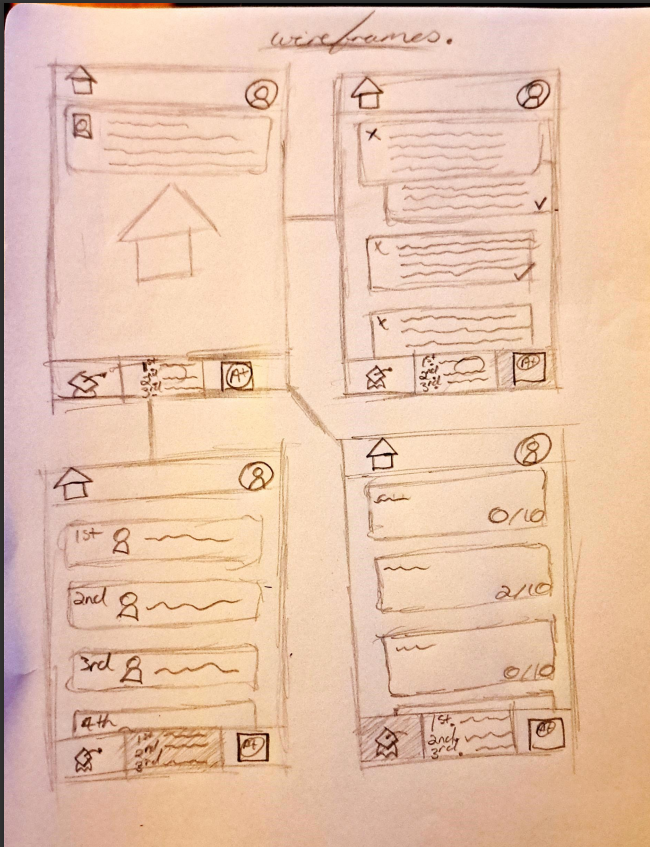 wireframes.
A+
1st
2nd
3rd
A+
1st
2nd
3rd
4th
1st
2nd
3rd
A+
0/10
2/10
0/10
1st.
2nd.
3rd.
A+